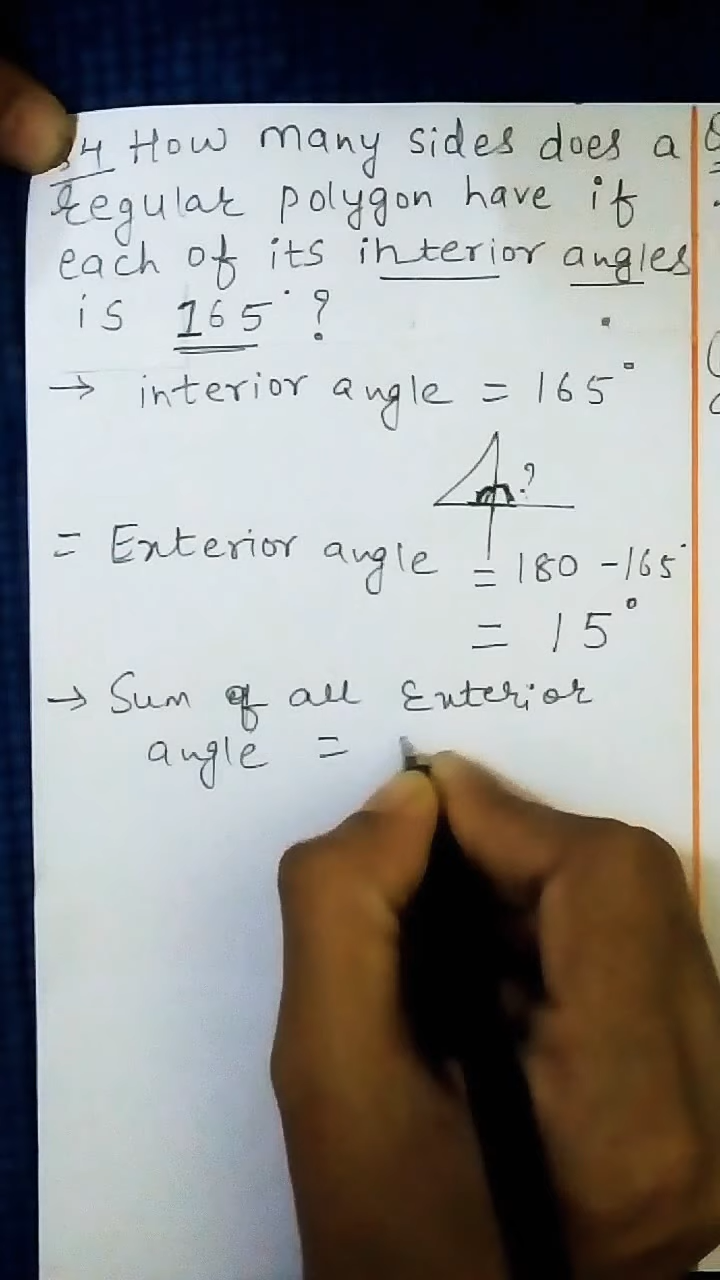 34 How many sides does a
regular polygon have if
each of its interior angles
is 165° ?
→ interior angle = 165°
?
= Exterior angle = 180 - 165°
= 15°
→ Sum of all Exterior
angle =